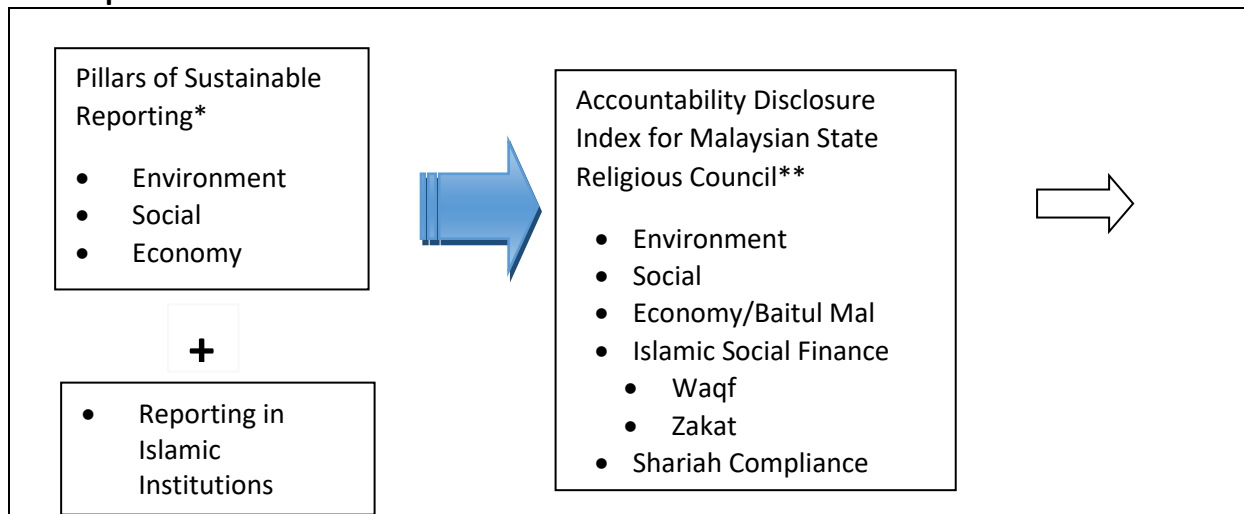 Pillars of Sustainable
Reporting*
• Environment
• Social
• Economy
+
• Reporting in
Islamic
Institutions
Accountability Disclosure
Index for Malaysian State
Religious Council**
• Environment
• Social
• Economy/Baitul Mal
• Islamic Social Finance
• Waqf
• Zakat
• Shariah Compliance